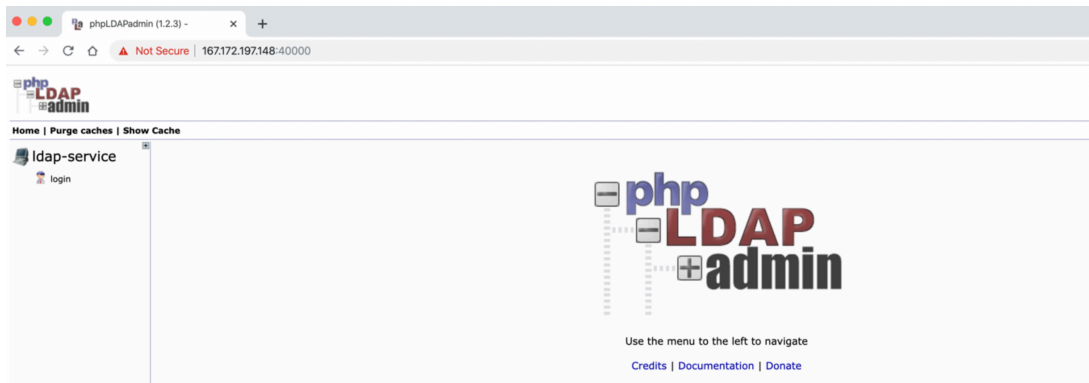 phpLDAPadmin (1.2.3) -
Not Secure | 167.172.197.148:40000
php
LDAP
admin
Home | Purge caches | Show Cache
ldap-service
login
php
LDAP
admin
Use the menu to the left to navigate
Credits | Documentation | Donate